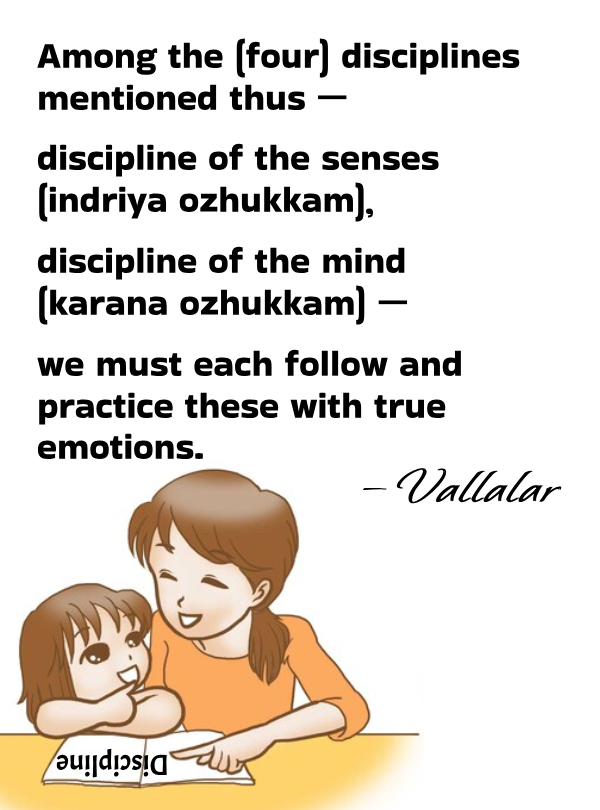 Among the (four) disciplines
mentioned thus —
discipline of the senses
(indriya ozhukkam),
discipline of the mind
(karana ozhukkam) —
we must each follow and
practice these with true
emotions.
– Vallalar
Discipline